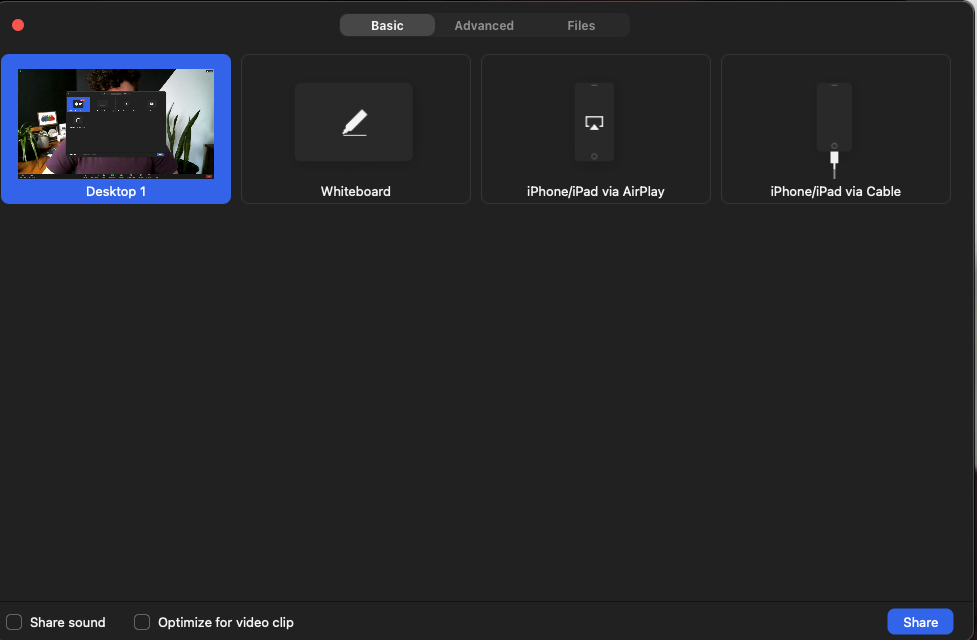 Basic
Advanced
Files
Desktop 1
Whiteboard
iPhone/iPad via AirPlay
iPhone/iPad via Cable
Share sound
Optimize for video clip
Share